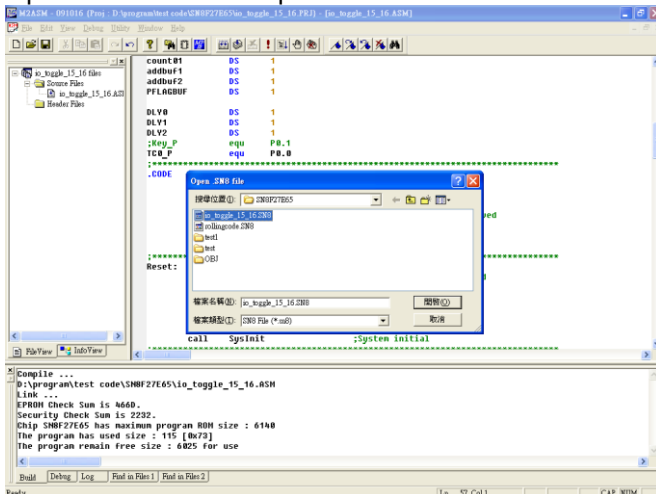 M2ASM - 091016 (Proj : D:\program\test code\SN8F27E65\io_toggle_15_16.PRJ) - [io_toggle_15_16.ASM]
File Edit View Debug Utility Window Help
io_toggle_15_16 files
Source Files
io_toggle_15_16.ASM
Header Files
FileView InfoView
count01 DS 1
addbuf1 DS 1
addbuf2 DS 1
PFLAGBUF DS 1
DLY0 DS 1
DLY1 DS 1
DLY2 DS 1
;Key_P equ P0.1
TC0_P equ P0.0
.CODE
Reset:
call SysInit ;System initial
Open .SN8 file
搜尋位置(I): SN8F27E65
io_toggle_15_16.SN8
rollingcode.SN8
test1
test
OBJ
檔案名稱(N): io_toggle_15_16.SN8 開啟(O)
檔案類型(T): SN8 File (*.sn8) 取消
Compile ...
D:\program\test code\SN8F27E65\io_toggle_15_16.ASM
Link ...
EPROM Check Sum is 466D.
Security Check Sum is 2232.
Chip SN8F27E65 has maximum program ROM size : 6140
The program has used size : 115 [0x73]
The program remain free size : 6025 for use
Build Debug Log Find in Files 1 Find in Files 2
Ready Ln 57, Col 1 CAP NUM